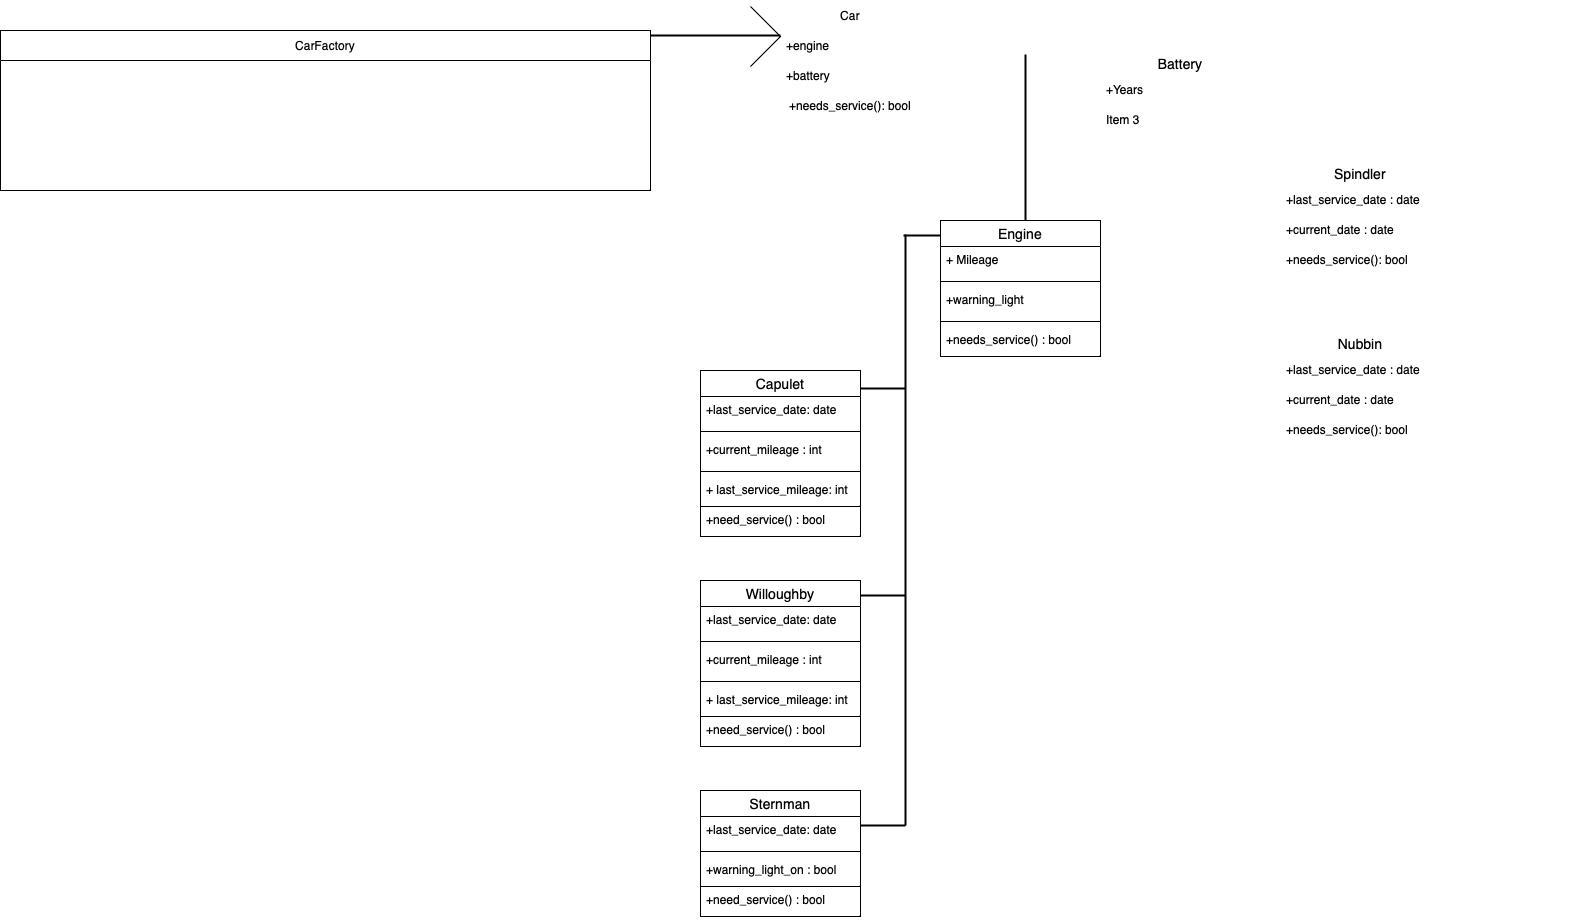 CarFactory
Car
+engine
+battery
+needs_service(): bool
Battery
+Years
Item 3
Spindler
+last_service_date : date
+current_date : date
+needs_service(): bool
Engine
+ Mileage
+warning_light
+needs_service() : bool
Nubbin
+last_service_date : date
+current_date : date
+needs_service(): bool
Capulet
+last_service_date: date
+current_mileage : int
+ last_service_mileage: int
+need_service() : bool
Willoughby
+last_service_date: date
+current_mileage : int
+ last_service_mileage: int
+need_service() : bool
Sternman
+last_service_date: date
+warning_light_on : bool
+need_service() : bool